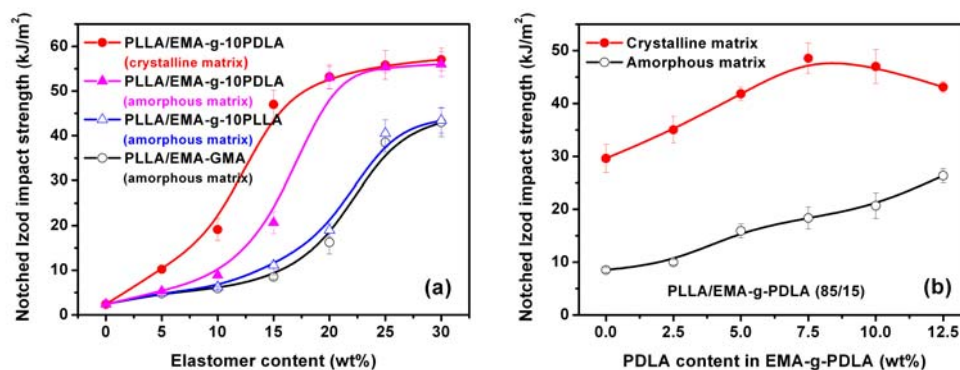 Notched Izod impact strength (kJ/m²)
60
50
40
30
20
10
0
PLLA/EMA-g-10PDLA
(crystalline matrix)
PLLA/EMA-g-10PDLA
(amorphous matrix)
PLLA/EMA-g-10PLLA
(amorphous matrix)
PLLA/EMA-GMA
(amorphous matrix)
(a)
0 5 10 15 20 25 30
Elastomer content (wt%)
Notched Izod impact strength (kJ/m²)
50
40
30
20
10
0
Crystalline matrix
Amorphous matrix
PLLA/EMA-g-PDLA (85/15)
(b)
0.0 2.5 5.0 7.5 10.0 12.5
PDLA content in EMA-g-PDLA (wt%)